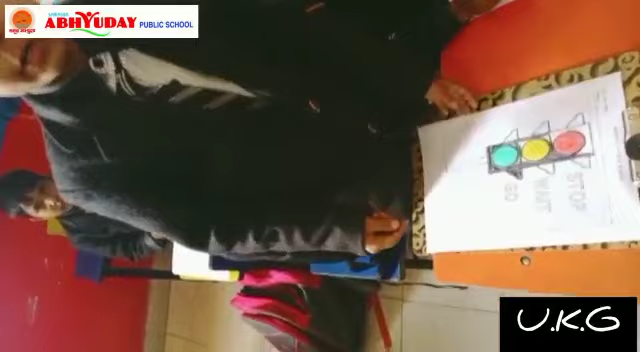 ABHYUDAY PUBLIC SCHOOL
STOP
WAIT
GO
U.K.G